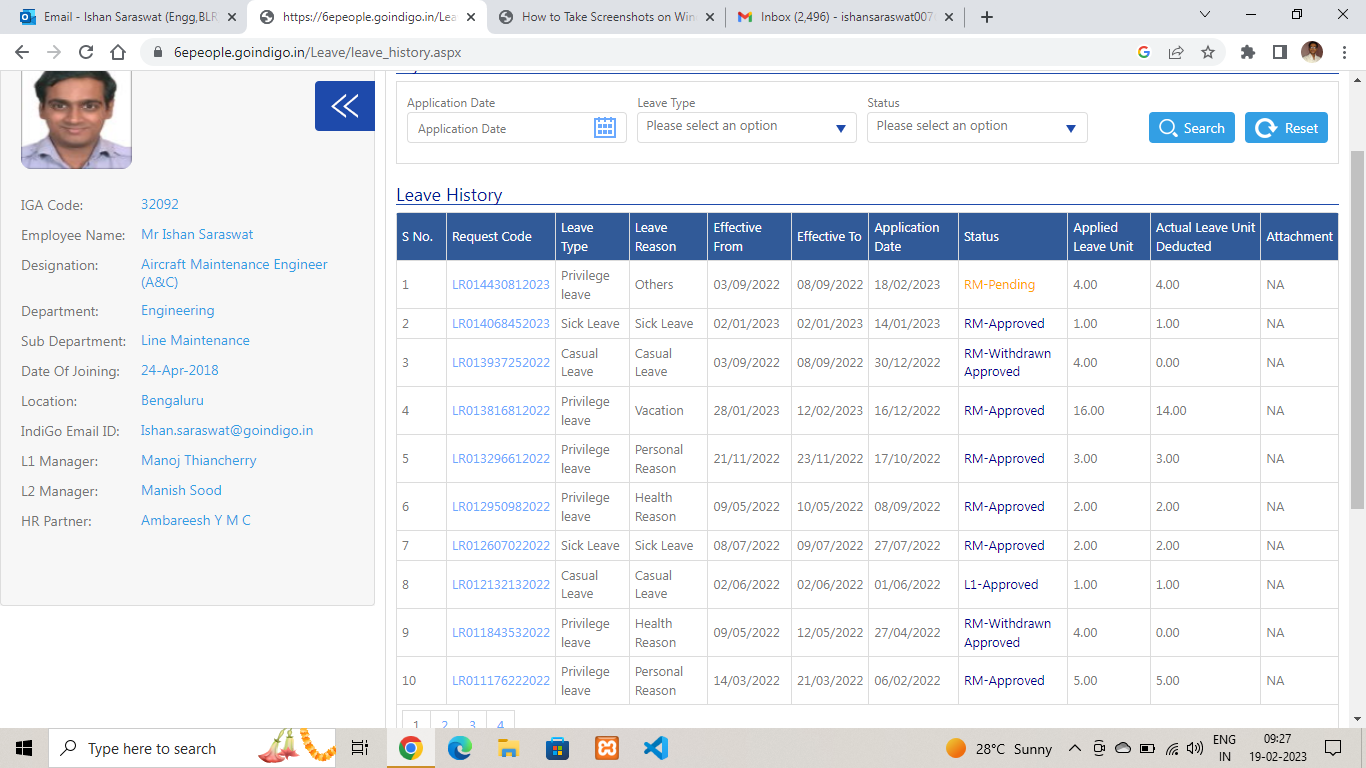 Email - Ishan Saraswat (Engg,BLR
https://6epeople.goindigo.in/Lea
How to Take Screenshots on Win
Inbox (2,496) - ishansaraswat007
6epeople.goindigo.in/Leave/leave_history.aspx
Application Date
Leave Type
Status
Application Date
Please select an option
Please select an option
Search
Reset
IGA Code: 32092
Employee Name: Mr Ishan Saraswat
Designation: Aircraft Maintenance Engineer
(A&C)
Department: Engineering
Sub Department: Line Maintenance
Date Of Joining: 24-Apr-2018
Location: Bengaluru
IndiGo Email ID: Ishan.saraswat@goindigo.in
L1 Manager: Manoj Thiancherry
L2 Manager: Manish Sood
HR Partner: Ambareesh Y M C
Leave History
S No. Request Code Leave Type Leave Reason Effective From Effective To Application Date Status Applied Leave Unit Actual Leave Unit Deducted Attachment
1 LR014430812023 Privilege leave Others 03/09/2022 08/09/2022 18/02/2023 RM-Pending 4.00 4.00 NA
2 LR014068452023 Sick Leave Sick Leave 02/01/2023 02/01/2023 14/01/2023 RM-Approved 1.00 1.00 NA
3 LR013937252022 Casual Leave Casual Leave 03/09/2022 08/09/2022 30/12/2022 RM-Withdrawn Approved 4.00 0.00 NA
4 LR013816812022 Privilege leave Vacation 28/01/2023 12/02/2023 16/12/2022 RM-Approved 16.00 14.00 NA
5 LR013296612022 Privilege leave Personal Reason 21/11/2022 23/11/2022 17/10/2022 RM-Approved 3.00 3.00 NA
6 LR012950982022 Privilege leave Health Reason 09/05/2022 10/05/2022 08/09/2022 RM-Approved 2.00 2.00 NA
7 LR012607022022 Sick Leave Sick Leave 08/07/2022 09/07/2022 27/07/2022 RM-Approved 2.00 2.00 NA
8 LR012132132022 Casual Leave Casual Leave 02/06/2022 02/06/2022 01/06/2022 L1-Approved 1.00 1.00 NA
9 LR011843532022 Privilege leave Health Reason 09/05/2022 12/05/2022 27/04/2022 RM-Withdrawn Approved 4.00 0.00 NA
10 LR011176222022 Privilege leave Personal Reason 14/03/2022 21/03/2022 06/02/2022 RM-Approved 5.00 5.00 NA
1 2 3 4
Type here to search
28°C Sunny
ENG
IN
09:27
19-02-2023